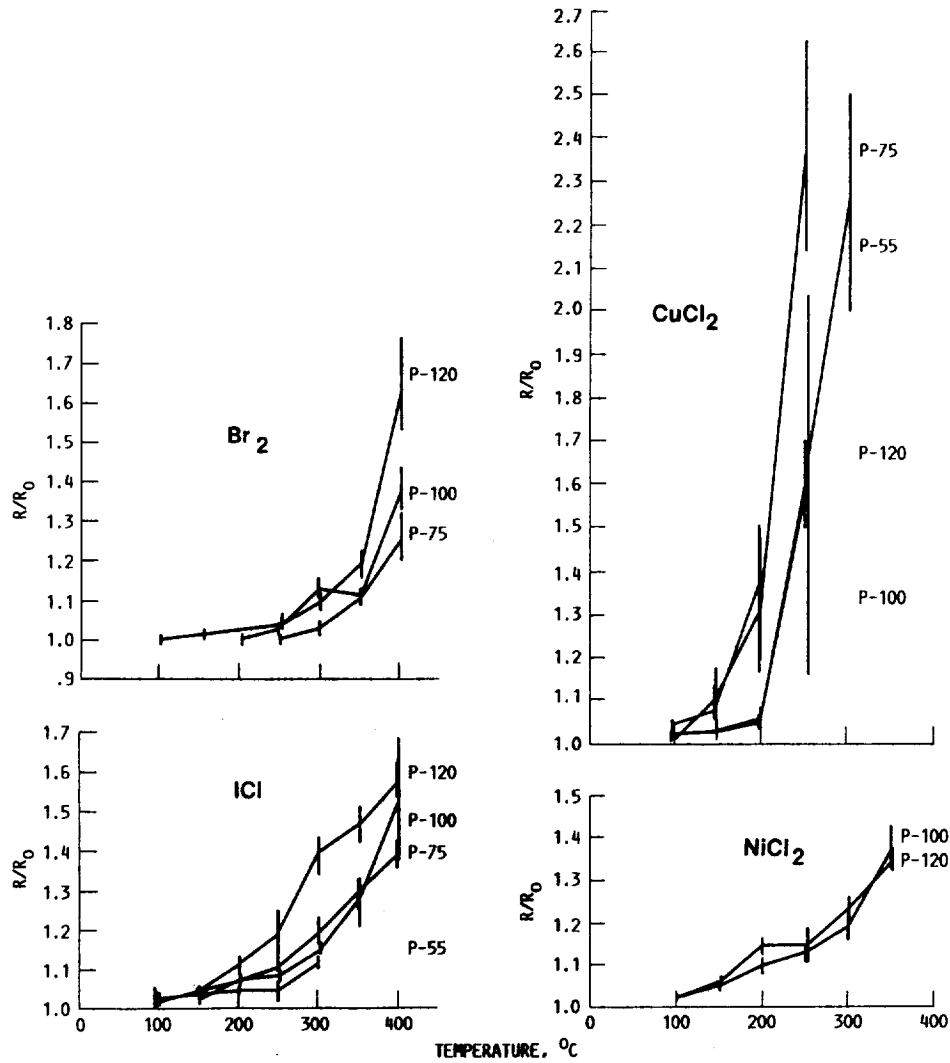 1.8
1.7
1.6
1.5
1.4
1.3
1.2
1.1
1.0
.9
R/R0
Br2
P-120
P-100
P-75
1.7
1.6
1.5
1.4
1.3
1.2
1.1
1.0
R/R0
ICl
P-120
P-100
P-75
P-55
0
100
200
300
400
2.7
2.6
2.5
2.4
2.3
2.2
2.1
2.0
1.9
1.8
1.7
1.6
1.5
1.4
1.3
1.2
1.1
1.0
R/R0
CuCl2
P-75
P-55
P-120
P-100
0
100
200
300
400
1.5
1.4
1.3
1.2
1.1
1.0
R/R0
NiCl2
P-100
P-120
0
100
200
300
400
TEMPERATURE, °C